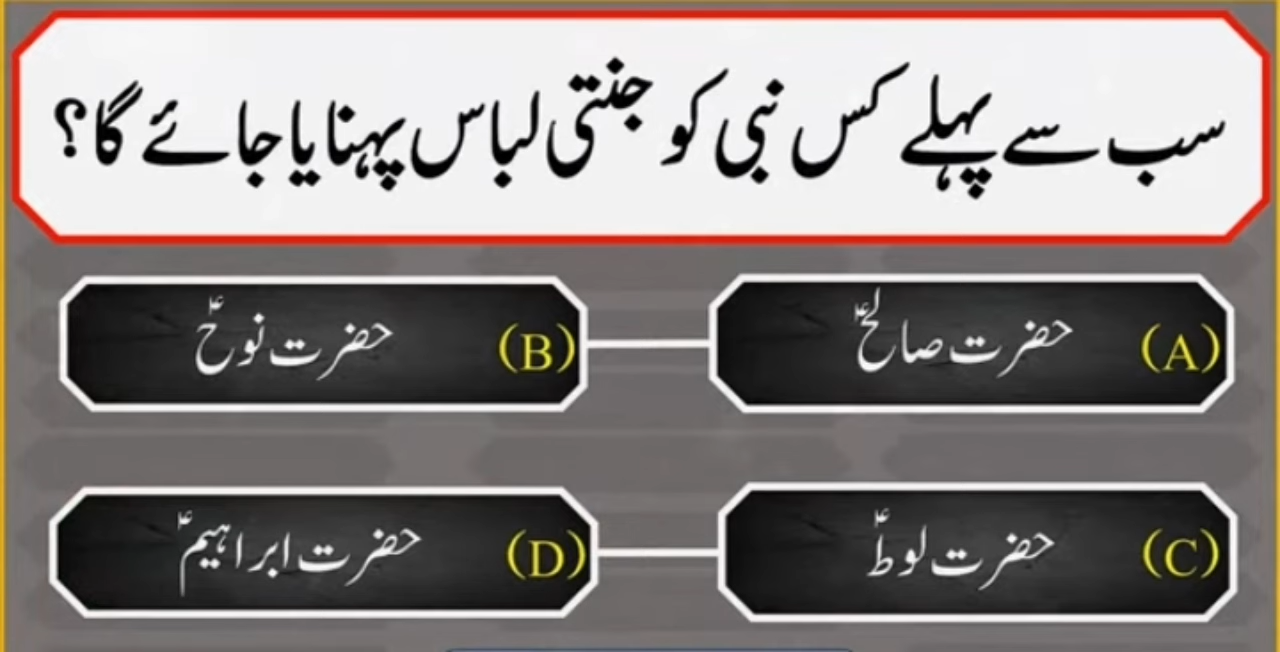 سب سے پہلے کس نبی کو جنتی لباس پہنایا جائے گا؟
(A) حضرت صالحؑ
(B) حضرت نوحؑ
(C) حضرت لوطؑ
(D) حضرت ابراہیمؑ